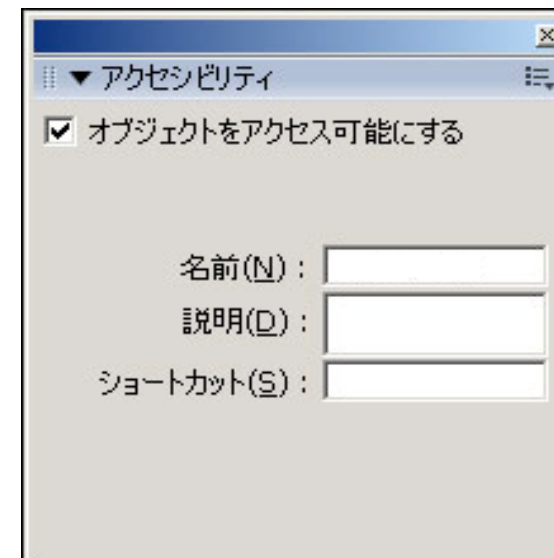 アクセシビリティ
オブジェクトをアクセス可能にする
名前(N) :
説明(D) :
ショートカット(S) :